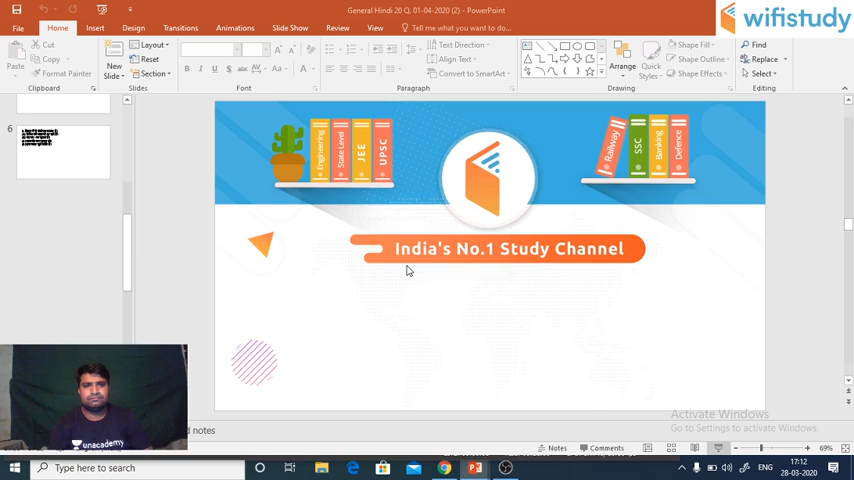 General Hindi 20 Q, 01-04-2020 (2) - PowerPoint
wifistudy
File Home Insert Design Transitions Animations Slide Show Review View Tell me what you want to do...
Cut
Copy
Format Painter
Paste
Clipboard
New
Slide
Layout
Reset
Section
Slides
B I U S abc AV Aa A
Font
Text Direction
Align Text
Convert to SmartArt
Paragraph
Arrange
Quick
Styles
Shape Fill
Shape Outline
Shape Effects
Drawing
Find
Replace
Select
Editing
6
Engineering
State Level
JEE
UPSC
Railway
SSC
Banking
Defence
India's No.1 Study Channel
unacademy
d notes
Activate Windows
Go to Settings to activate Windows.
Notes Comments 69%
Type here to search
ENG
17:12
28-03-2020